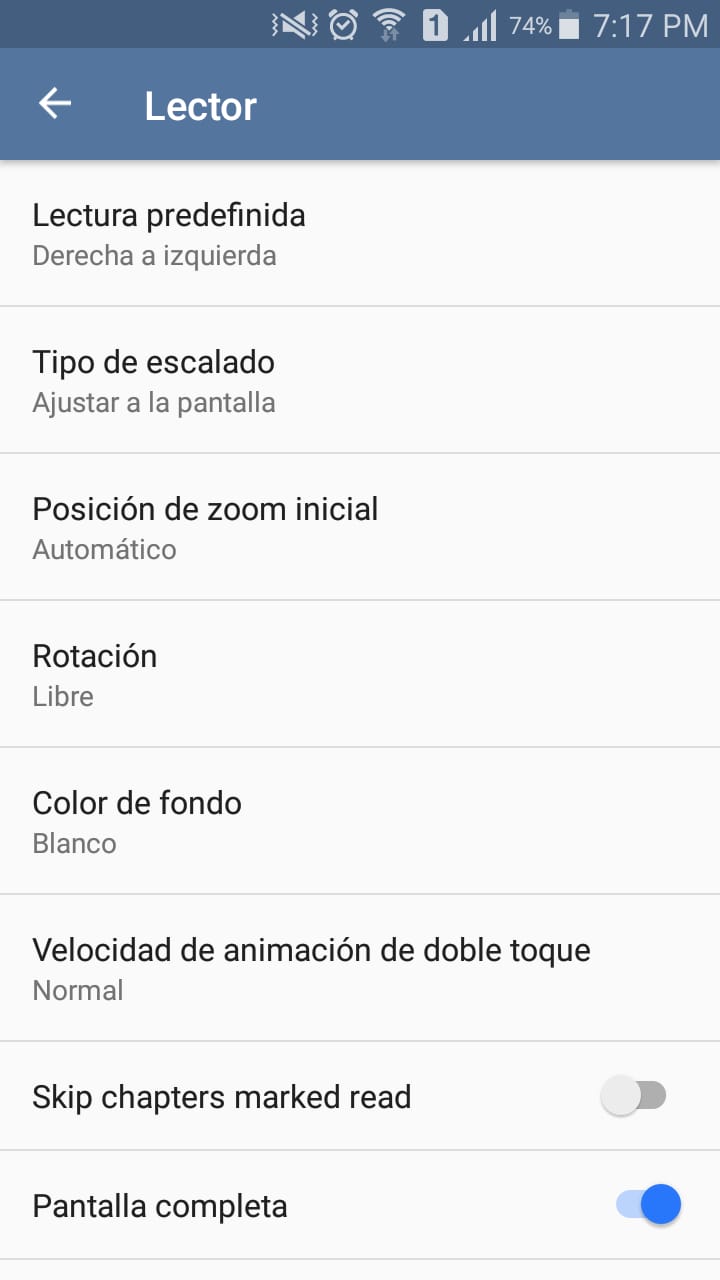 1 74% 7:17 PM
Lector
Lectura predefinida
Derecha a izquierda
Tipo de escalado
Ajustar a la pantalla
Posición de zoom inicial
Automático
Rotación
Libre
Color de fondo
Blanco
Velocidad de animación de doble toque
Normal
Skip chapters marked read
Pantalla completa